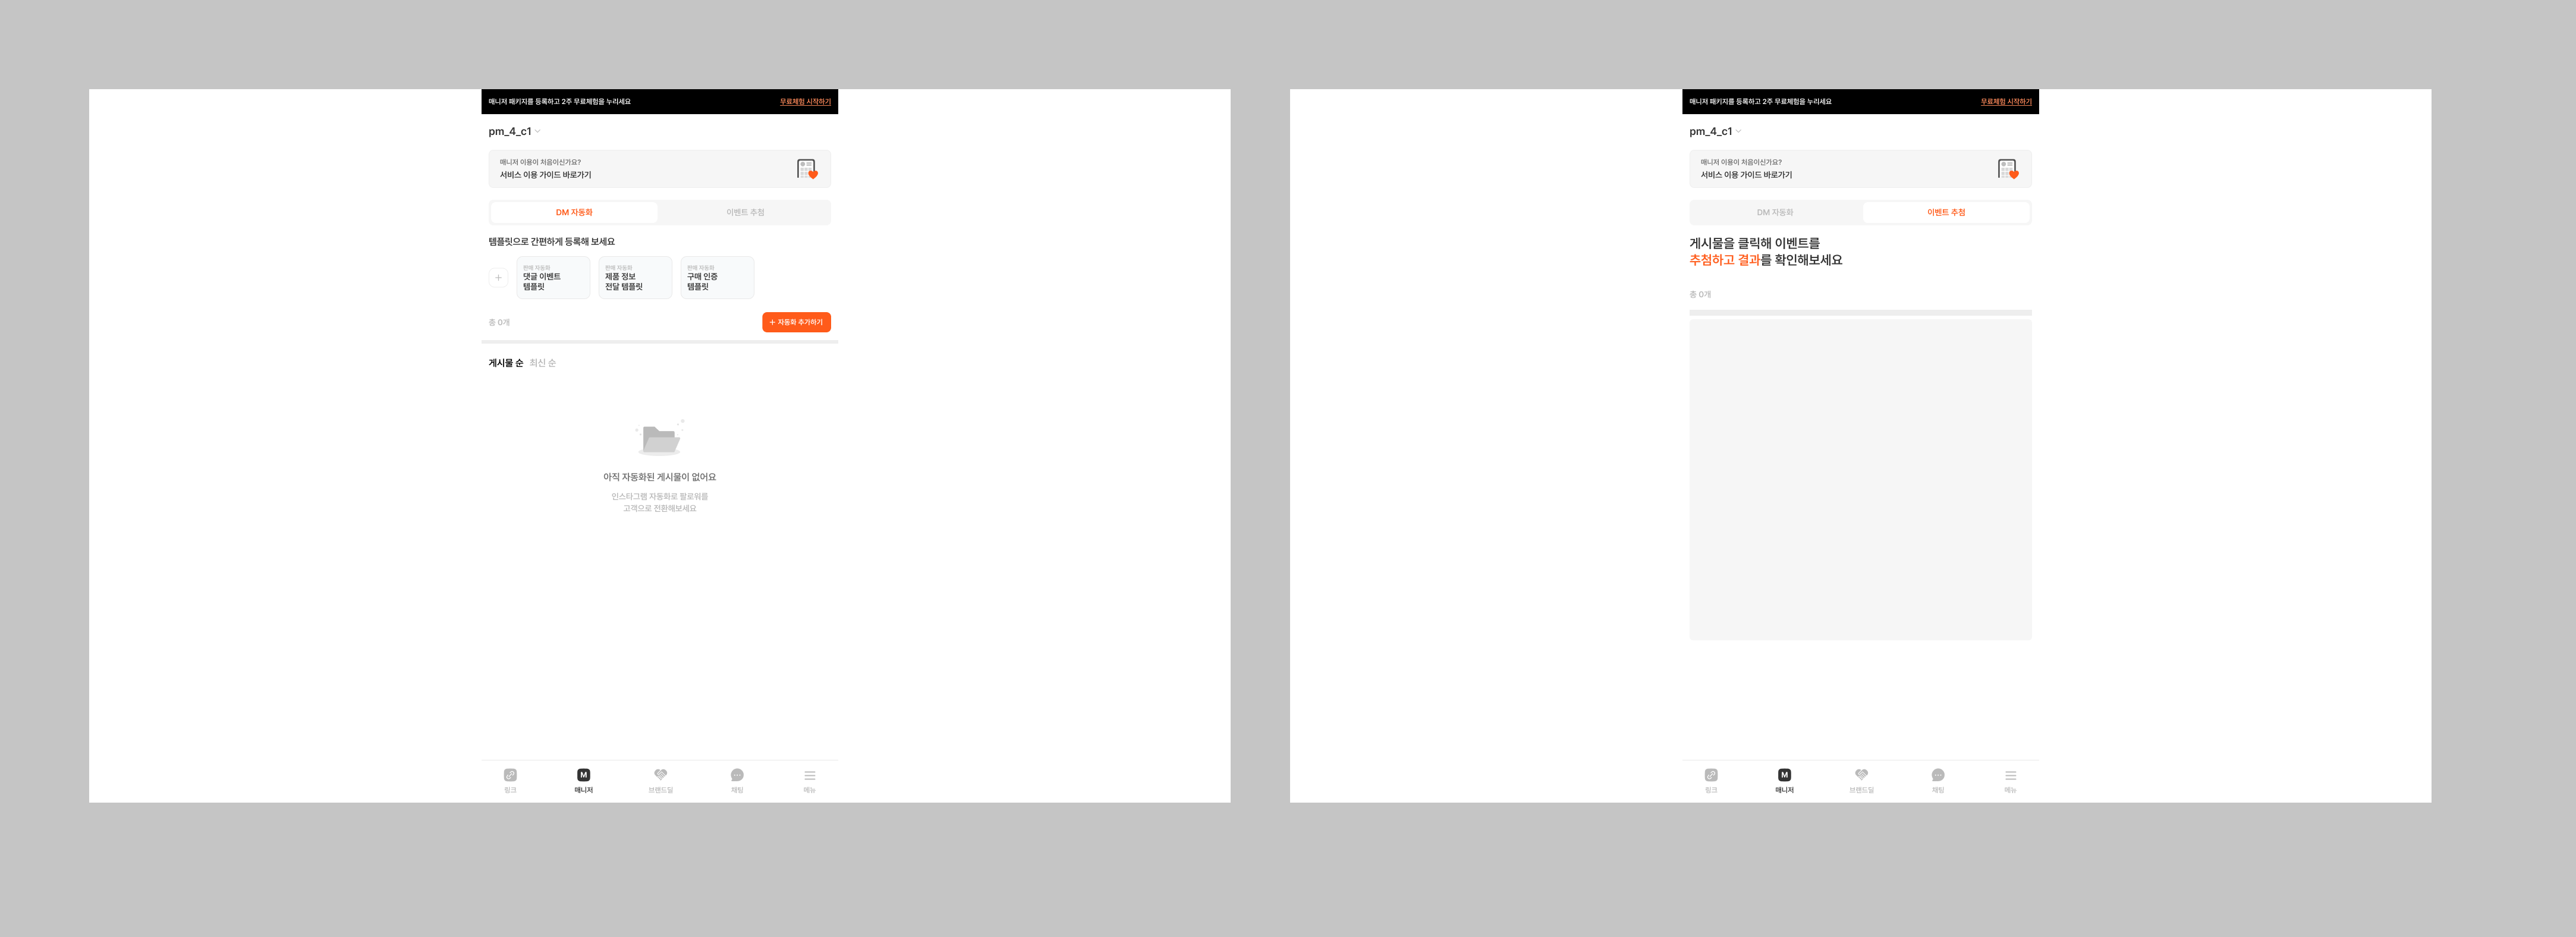 매니저 패키지를 등록하고 2주 무료체험을 누리세요 무료체험 시작하기
pm_4_c1
매니저 이용이 처음이신가요?
서비스 이용 가이드 바로가기
DM 자동화 이벤트 추첨
템플릿으로 간편하게 등록해 보세요
판매 자동화
댓글 이벤트
템플릿
판매 자동화
제품 정보
전달 템플릿
판매 자동화
구매 인증
템플릿
총 0개
+ 자동화 추가하기
게시물 순 최신 순
아직 자동화된 게시물이 없어요
인스타그램 자동화로 팔로워를
고객으로 전환해보세요
링크 매니저 브랜드딜 채팅 메뉴
M
매니저 패키지를 등록하고 2주 무료체험을 누리세요 무료체험 시작하기
pm_4_c1
매니저 이용이 처음이신가요?
서비스 이용 가이드 바로가기
DM 자동화 이벤트 추첨
게시물을 클릭해 이벤트를
추첨하고 결과를 확인해보세요
총 0개
M
링크 매니저 브랜드딜 채팅 메뉴